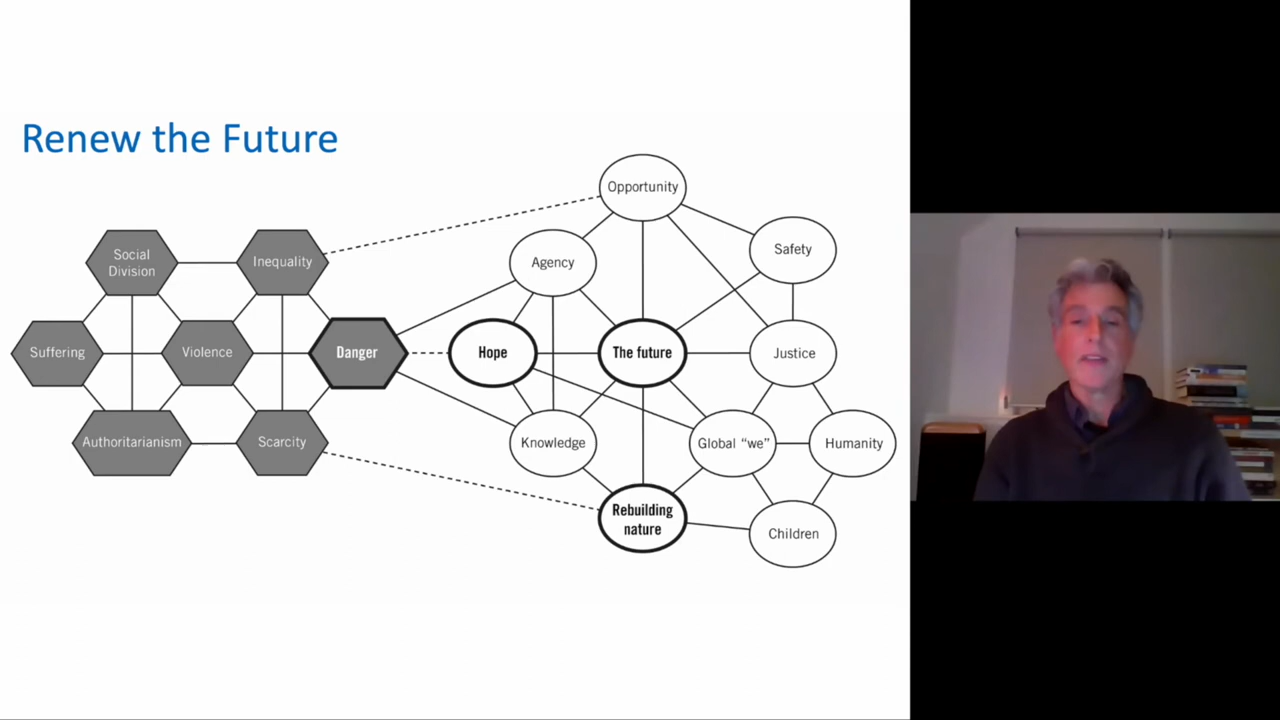 Renew the Future
Opportunity
Social
Division
Inequality
Agency
Safety
Suffering
Violence
Danger
Hope
The future
Justice
Authoritarianism
Scarcity
Knowledge
Global “we”
Humanity
Rebuilding
nature
Children